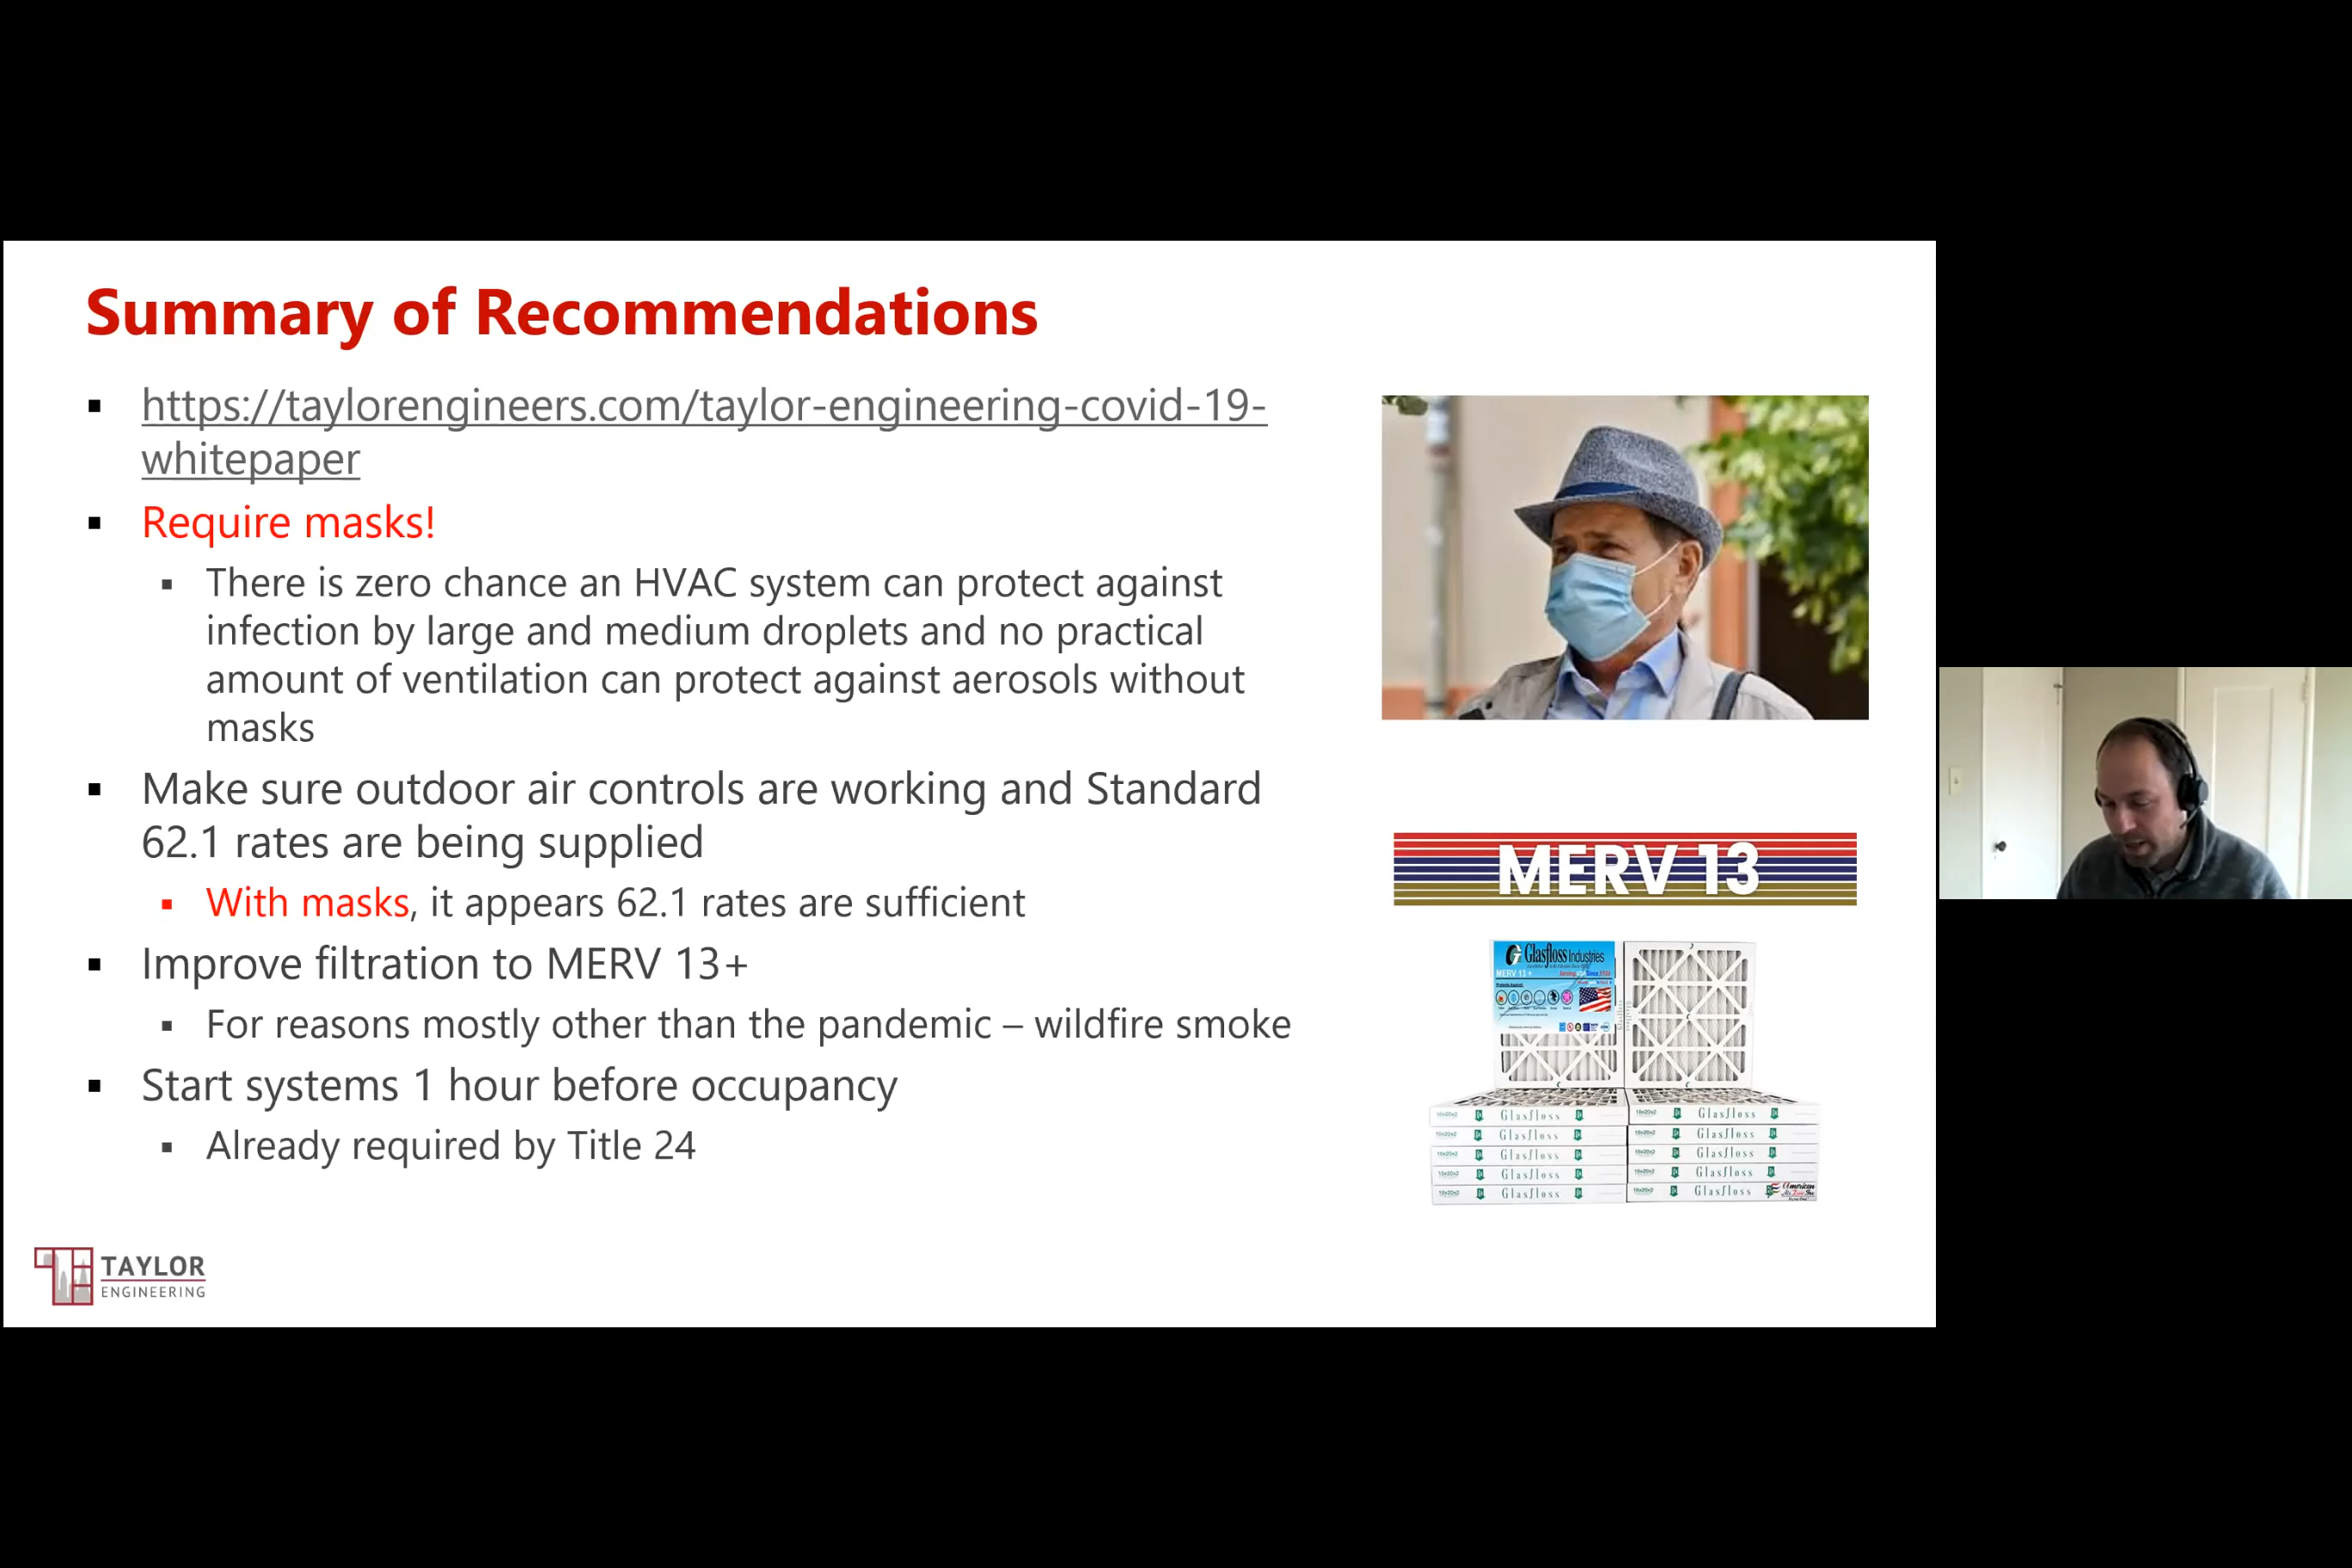 Summary of Recommendations
https://taylorengineers.com/taylor-engineering-covid-19-
whitepaper
Require masks!
There is zero chance an HVAC system can protect against
infection by large and medium droplets and no practical
amount of ventilation can protect against aerosols without
masks
Make sure outdoor air controls are working and Standard
62.1 rates are being supplied
With masks, it appears 62.1 rates are sufficient
Improve filtration to MERV 13+
For reasons mostly other than the pandemic – wildfire smoke
Start systems 1 hour before occupancy
Already required by Title 24
MERV 13
Glasfloss Industries
MERV 13 +
Glasfloss Glasfloss
Glasfloss Glasfloss
Glasfloss Glasfloss
Glasfloss Glasfloss
Glasfloss Glasfloss
TAYLOR
ENGINEERING